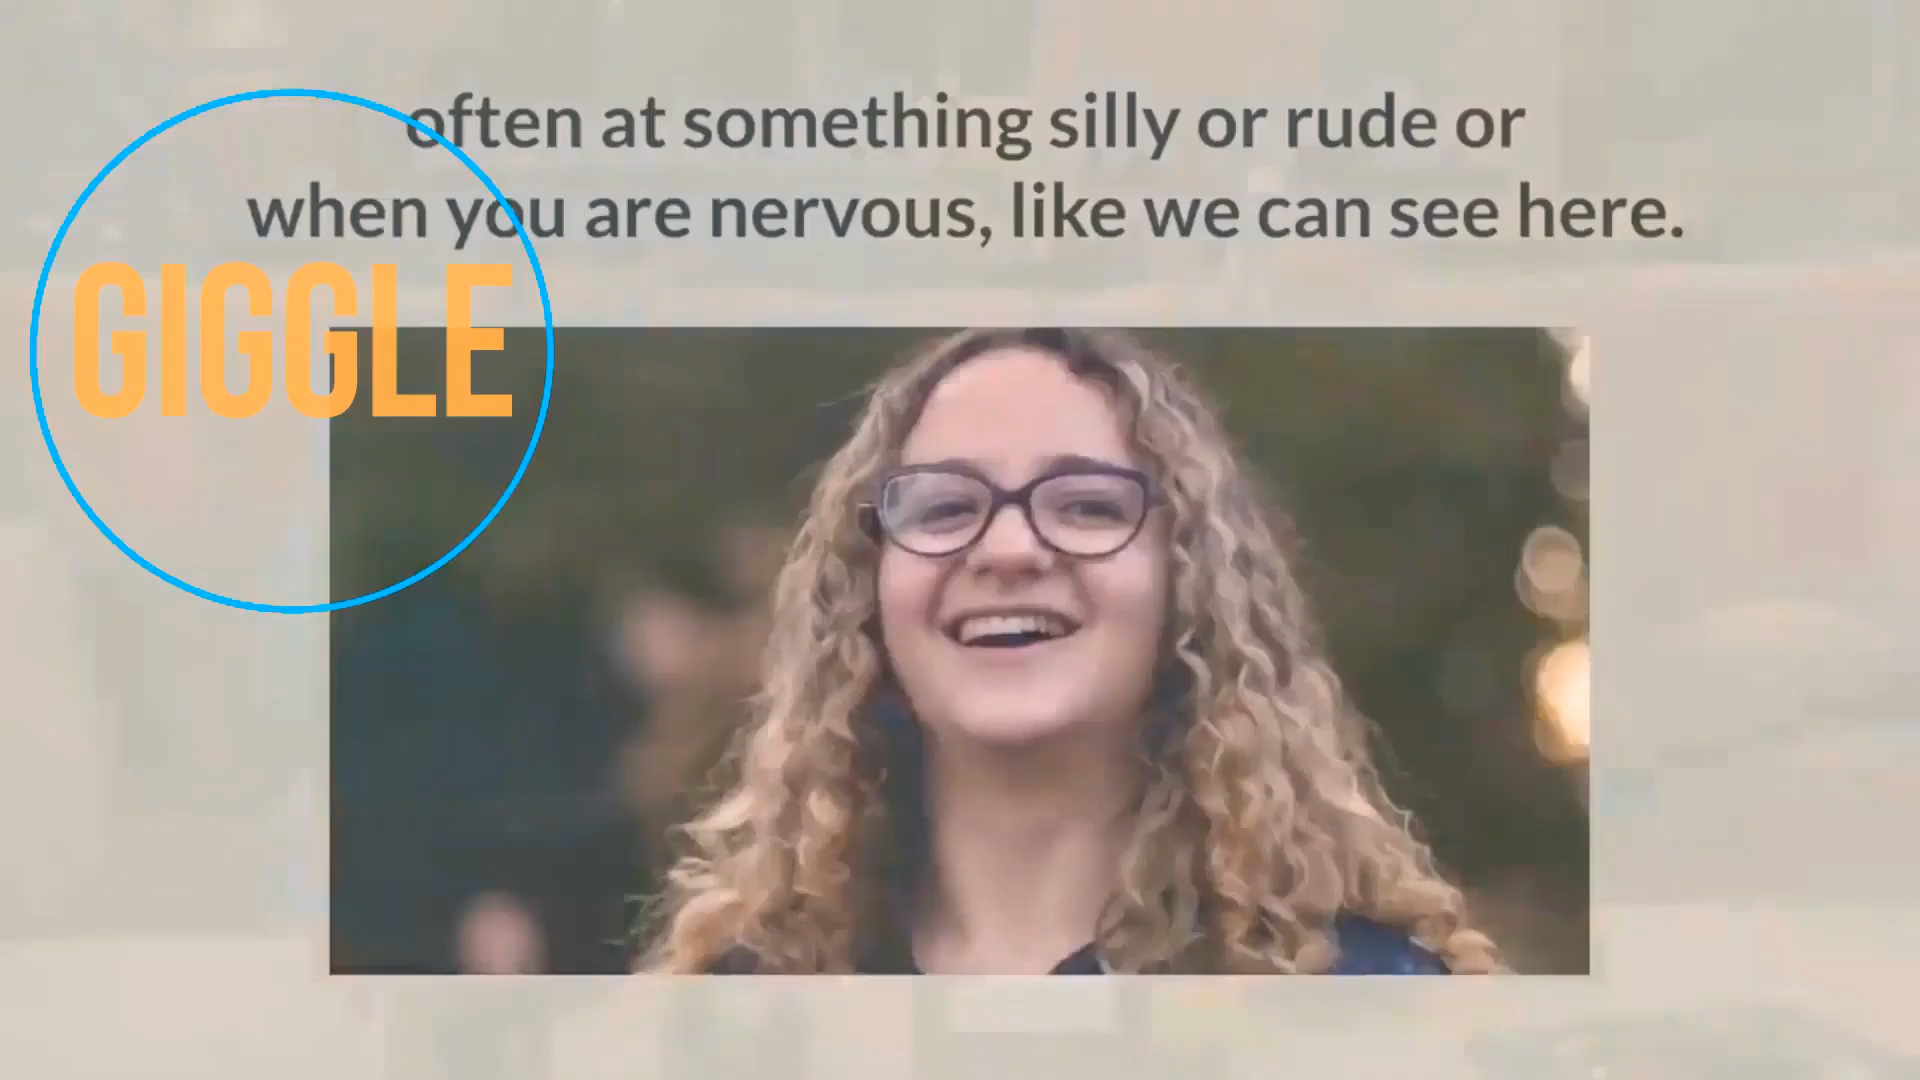 often at something silly or rude or
when you are nervous, like we can see here.
GIGGLE